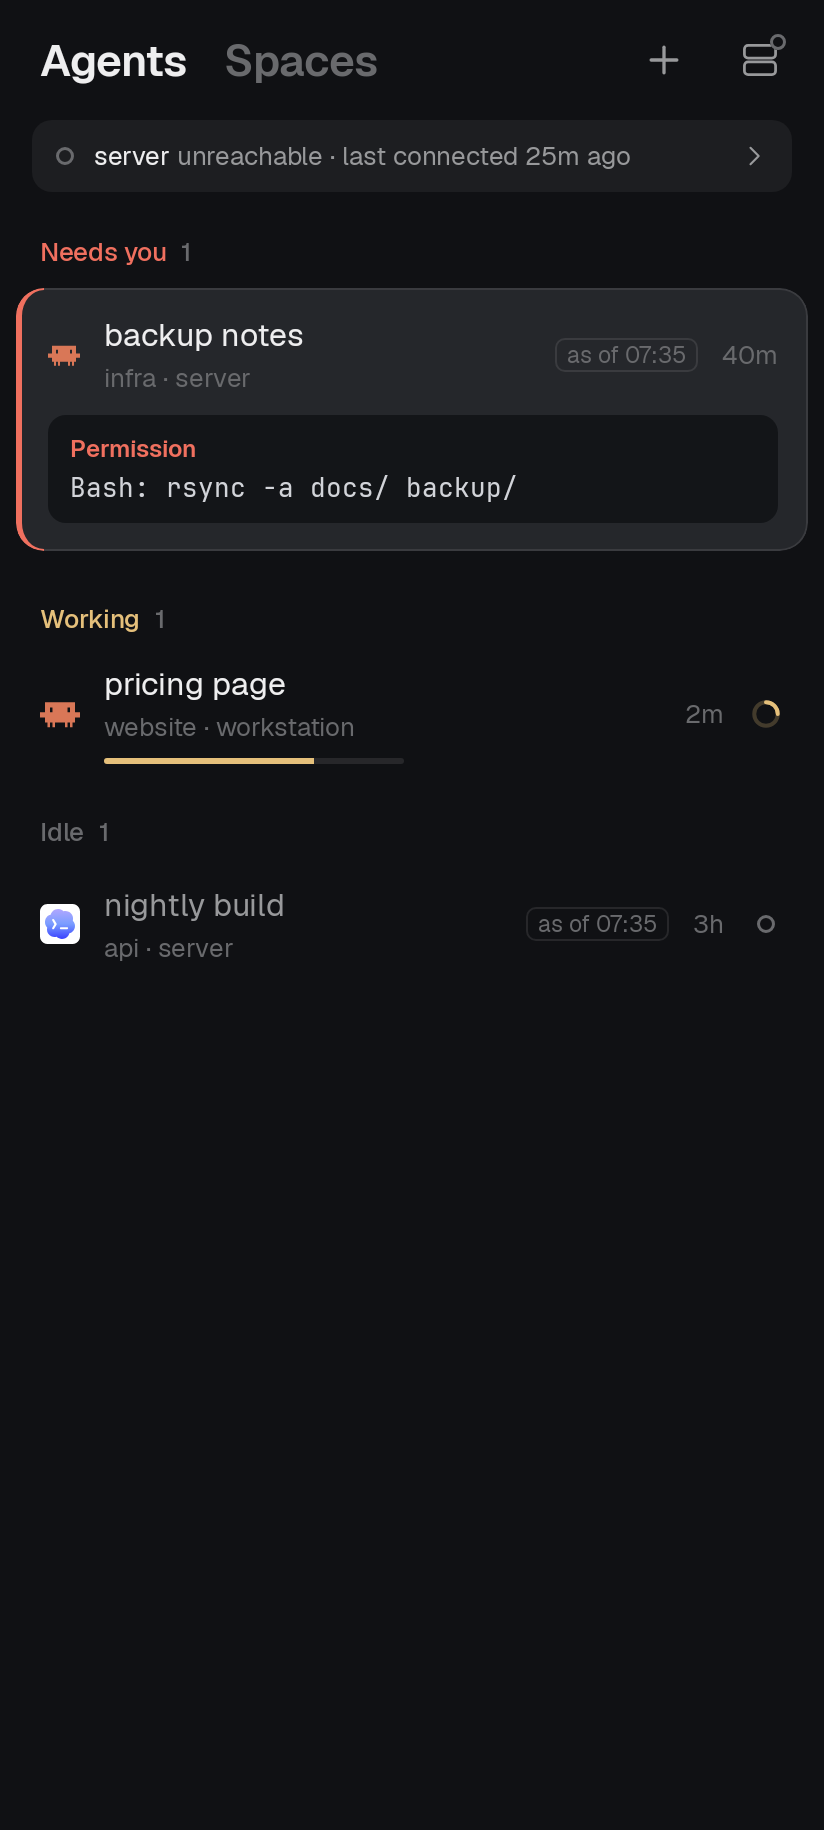 Agents Spaces
server unreachable · last connected 25m ago
Needs you 1
backup notes
infra · server
as of 07:35 40m
Permission
Bash: rsync -a docs/ backup/
Working 1
pricing page
website · workstation
2m
Idle 1
nightly build
api · server
as of 07:35 3h